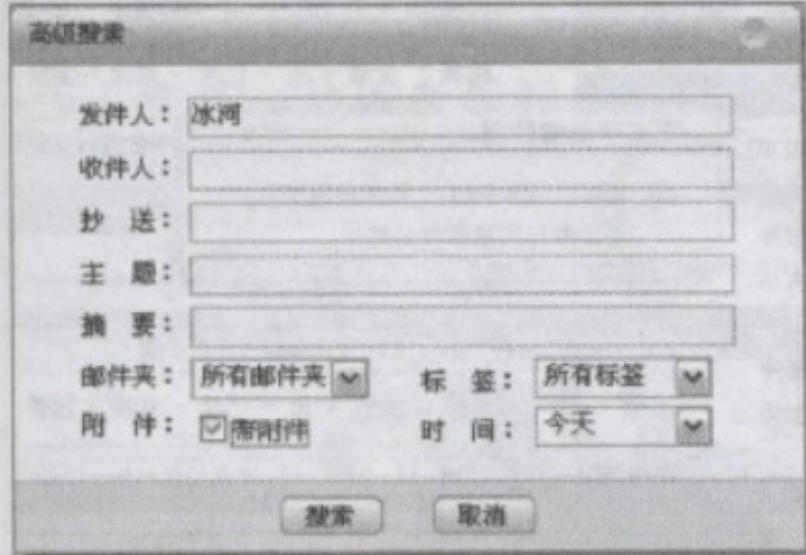 高级搜索
发件人： 冰河
收件人：
抄 送：
主 题：
摘 要：
邮件夹： 所有邮件夹 标 签： 所有标签
附 件： 带附件 时 间： 今天
搜索 取消